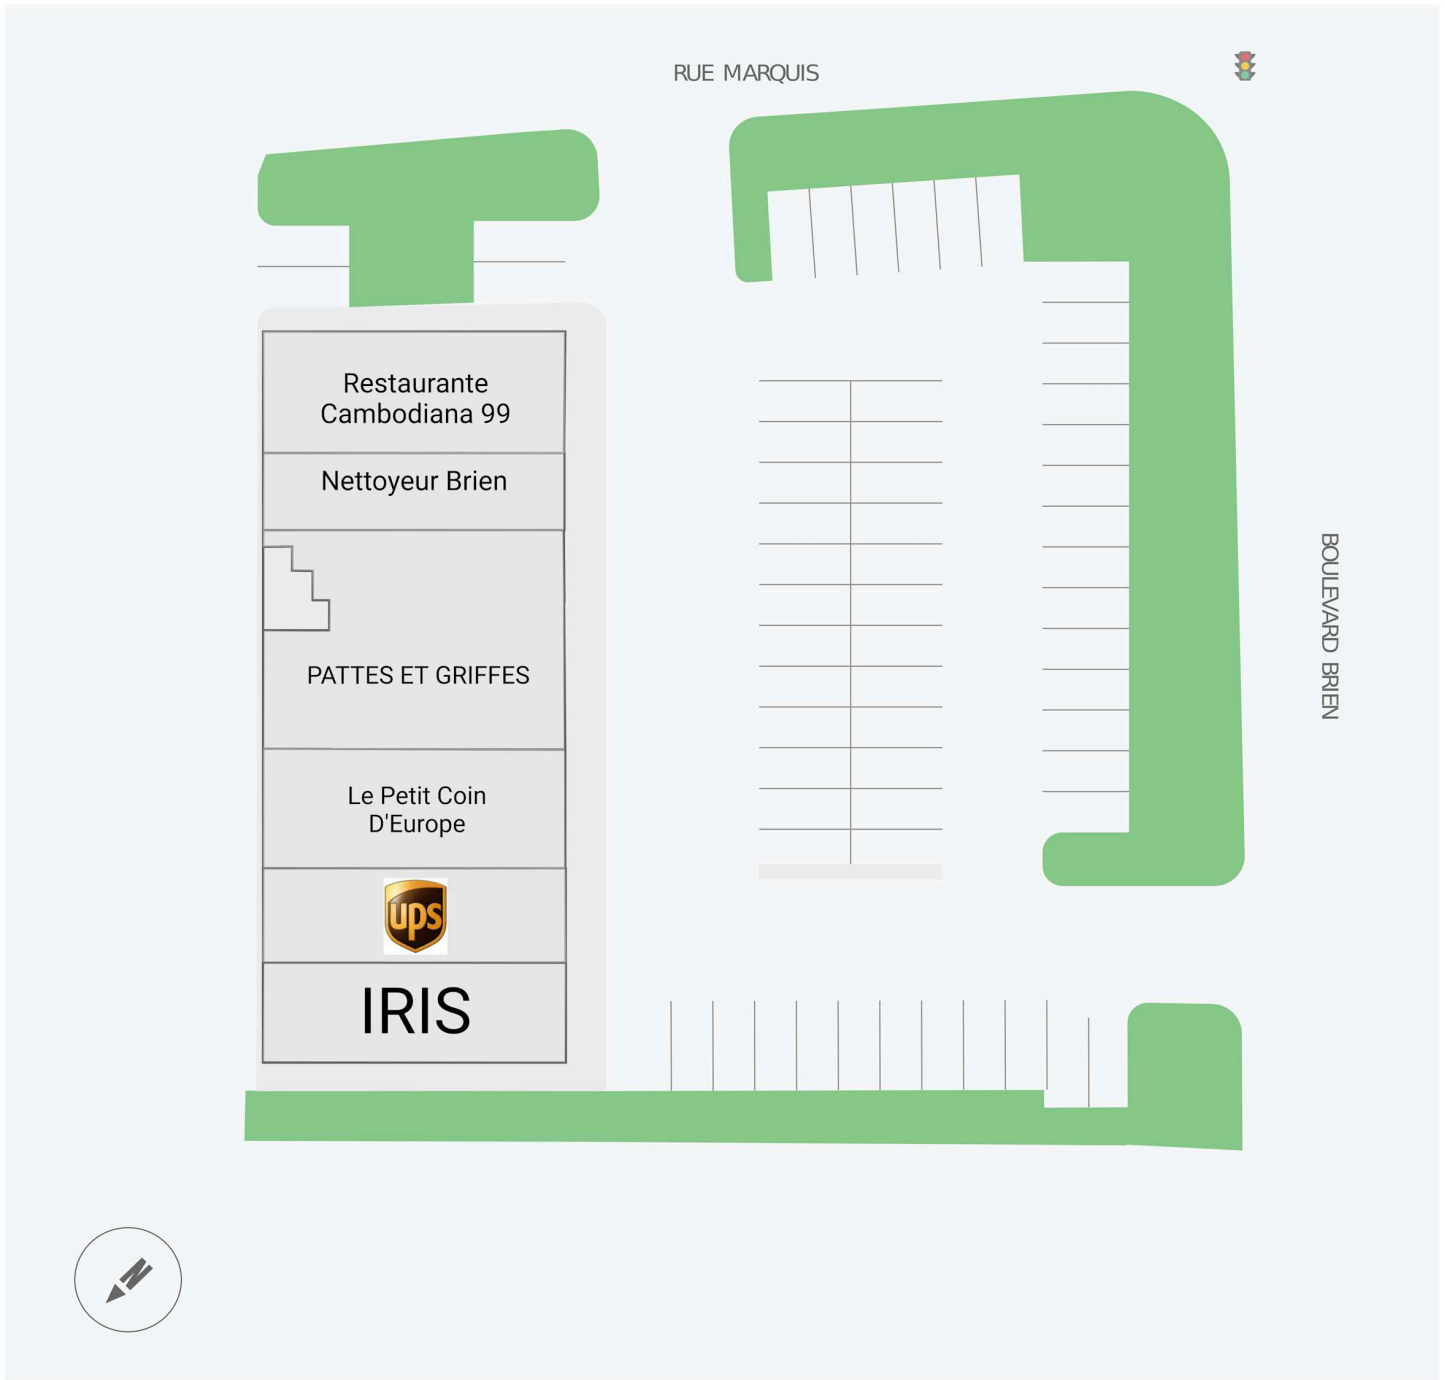 RUE MARQUIS
Restaurante
Cambodiana 99
Nettoyeur Brien
PATTES ET GRIFFES
BOULEVARD BRIEN
Le Petit Coin
D'Europe
ups
IRIS
N